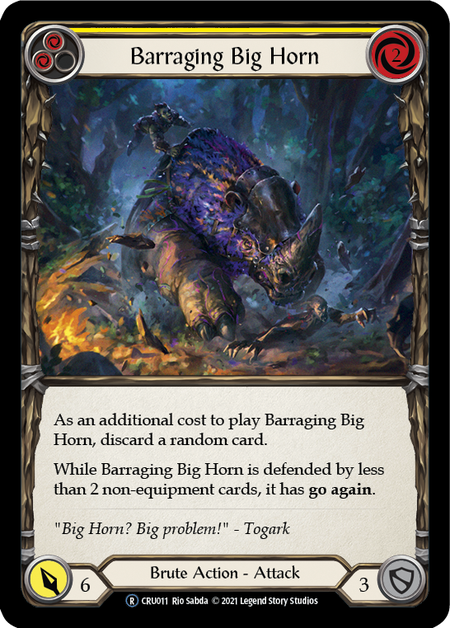 Barraging Big Horn
2
As an additional cost to play Barraging Big
Horn, discard a random card.
While Barraging Big Horn is defended by less
than 2 non-equipment cards, it has go again.
"Big Horn? Big problem!" - Togark
6
Brute Action - Attack
3
R CRU011 Rio Sabda © 2021 Legend Story Studios